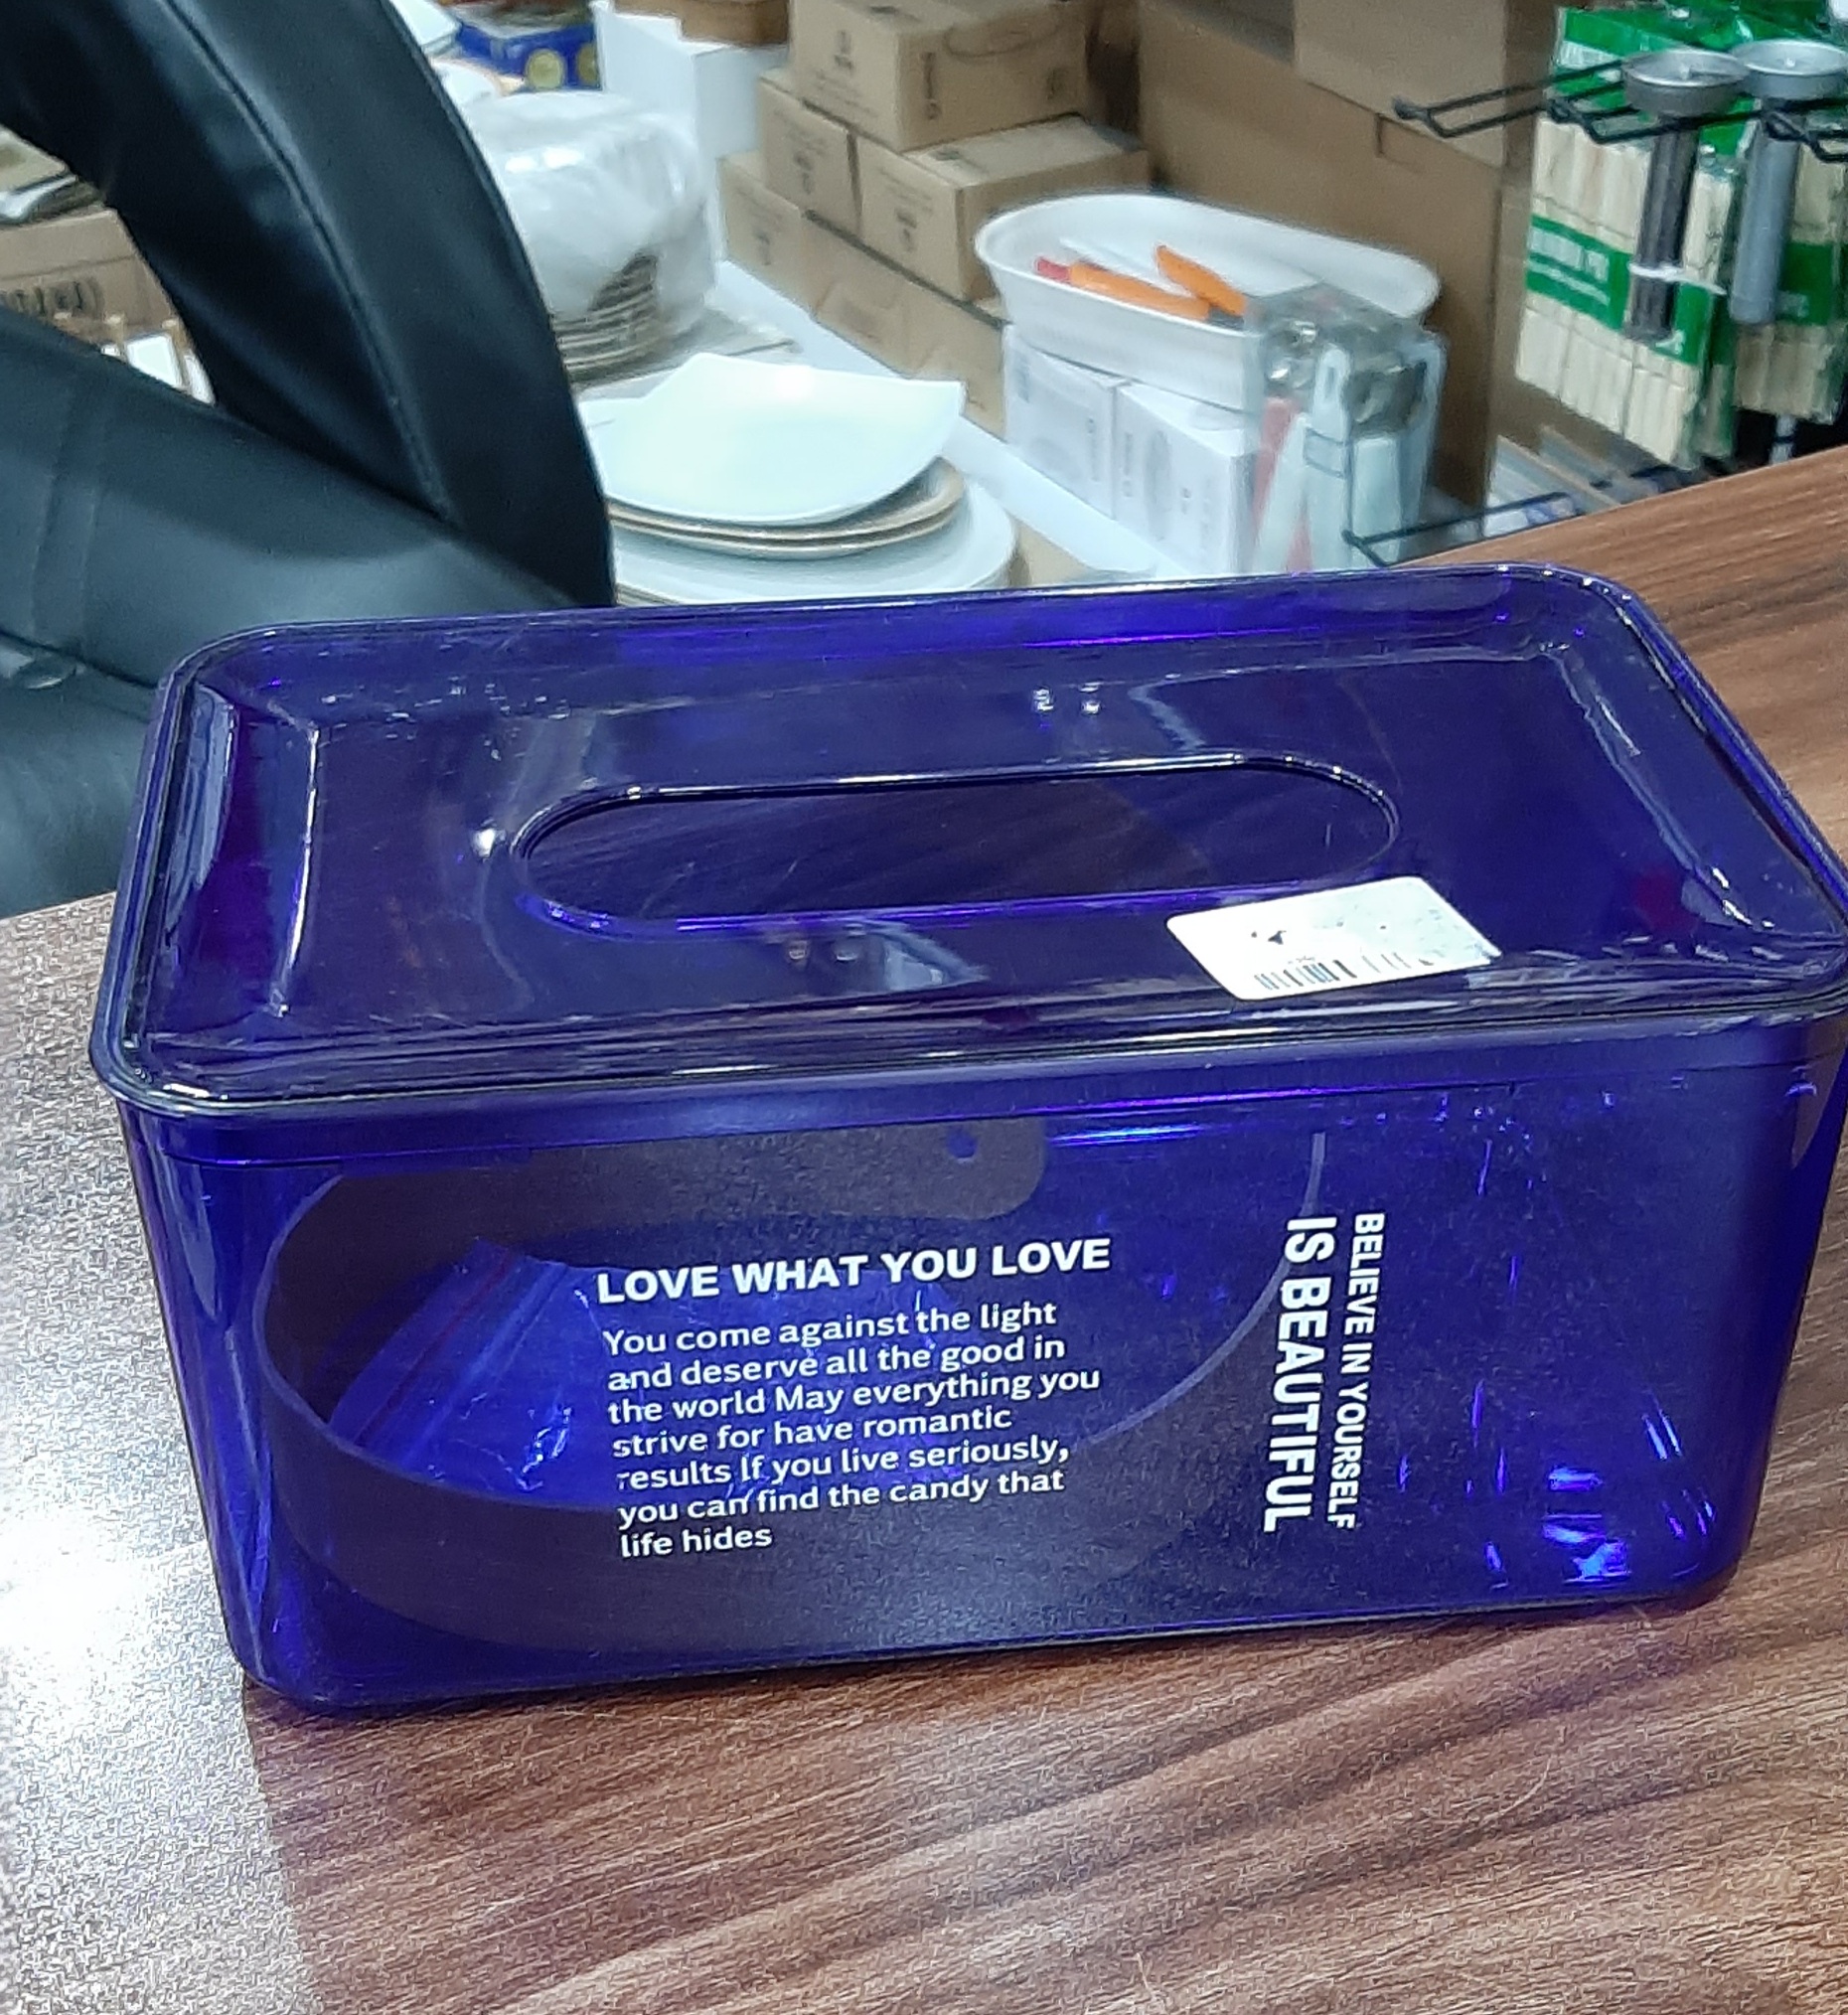 LOVE WHAT YOU LOVE
You come against the light
and deserve all the good in
the world May everything you
strive for have romantic
results If you live seriously,
you can find the candy that
life hides
BELIEVE IN YOURSELF
IS BEAUTIFUL